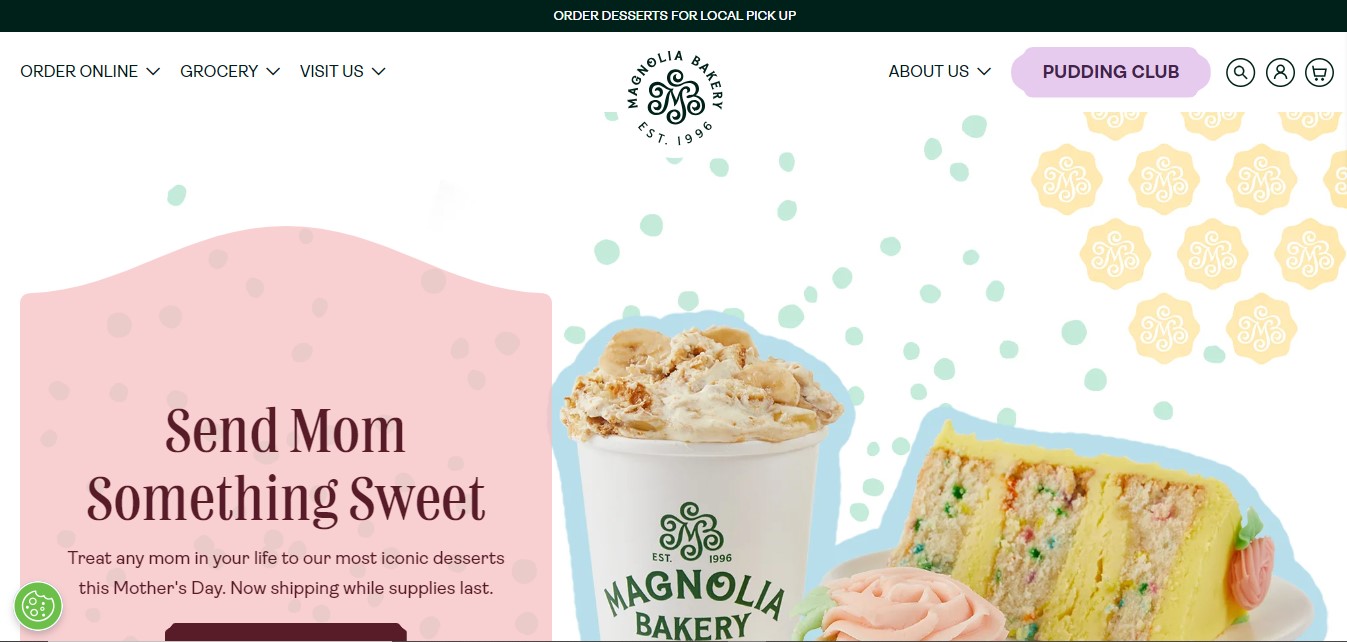 ORDER DESSERTS FOR LOCAL PICK UP
ORDER ONLINE
GROCERY
VISIT US
MAGNOLIA BAKERY
MB
EST. 1996
ABOUT US
PUDDING CLUB
Send Mom
Something Sweet
Treat any mom in your life to our most iconic desserts
this Mother's Day. Now shipping while supplies last.
MB
EST. 1996
MAGNOLIA
BAKERY